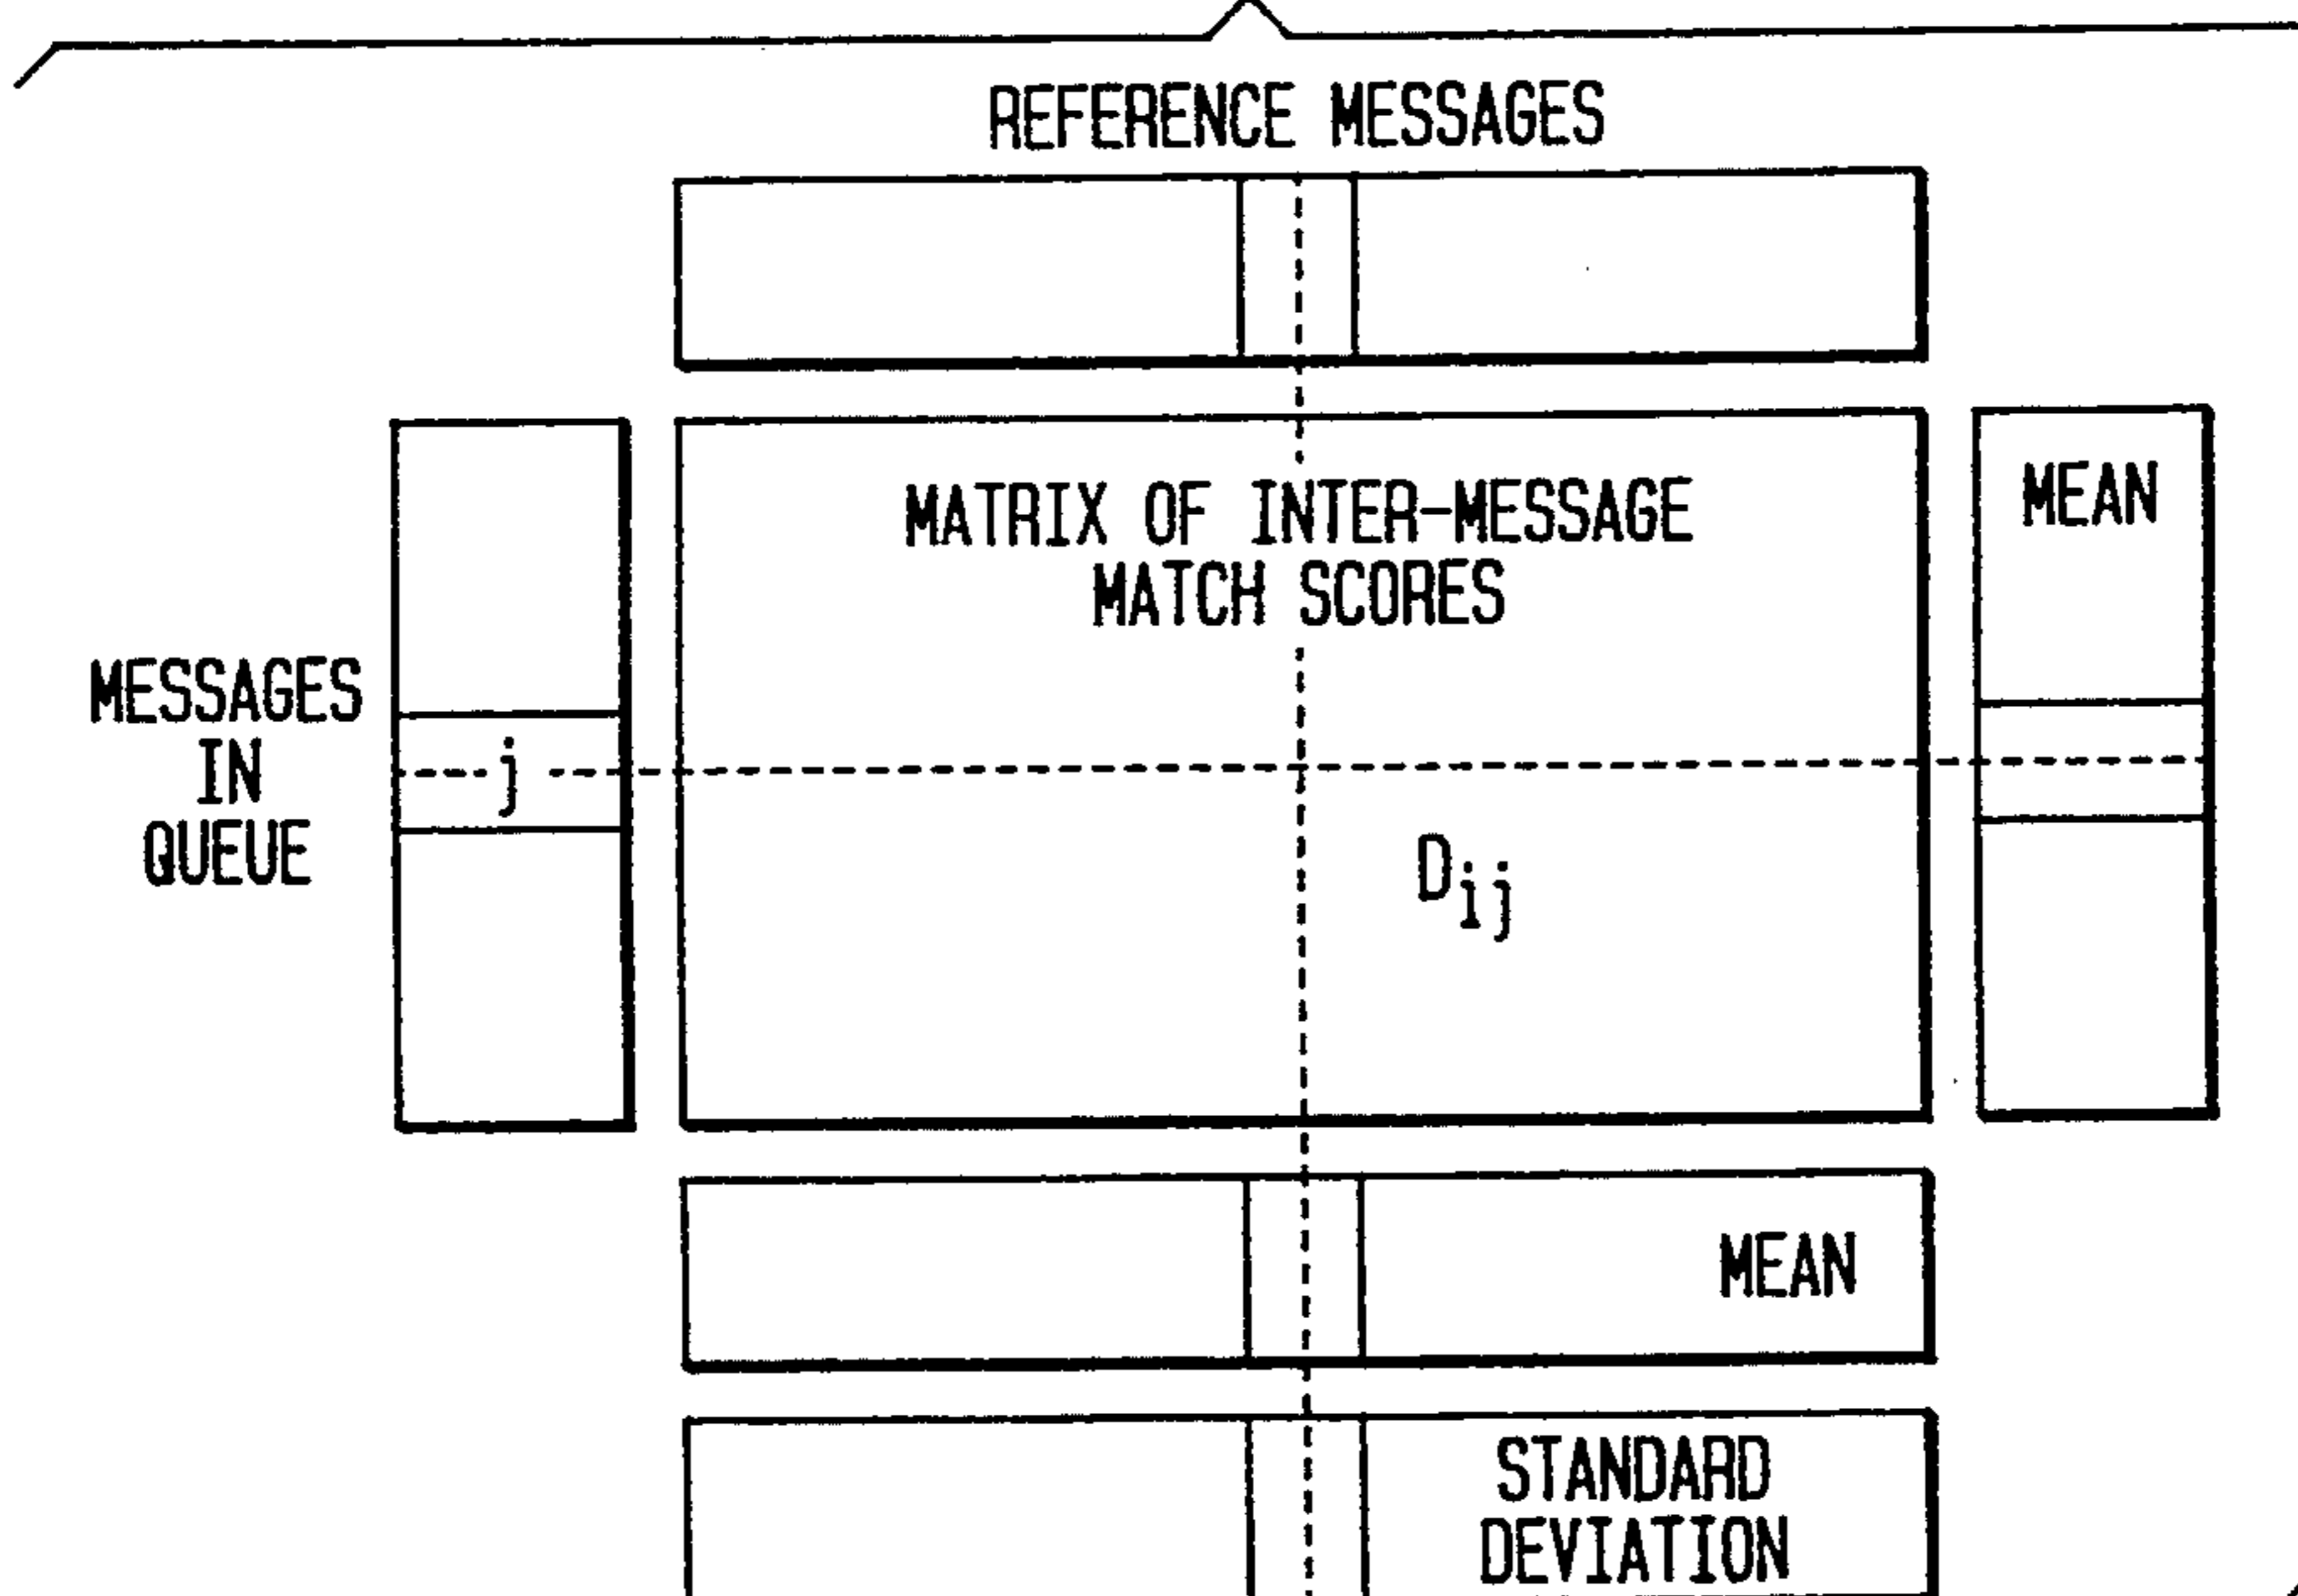 REFERENCE MESSAGES
MATRIX OF INTER-MESSAGE
MATCH SCORES
MEAN
MESSAGES
IN
QUEUE
j
Dij
MEAN
STANDARD
DEVIATION